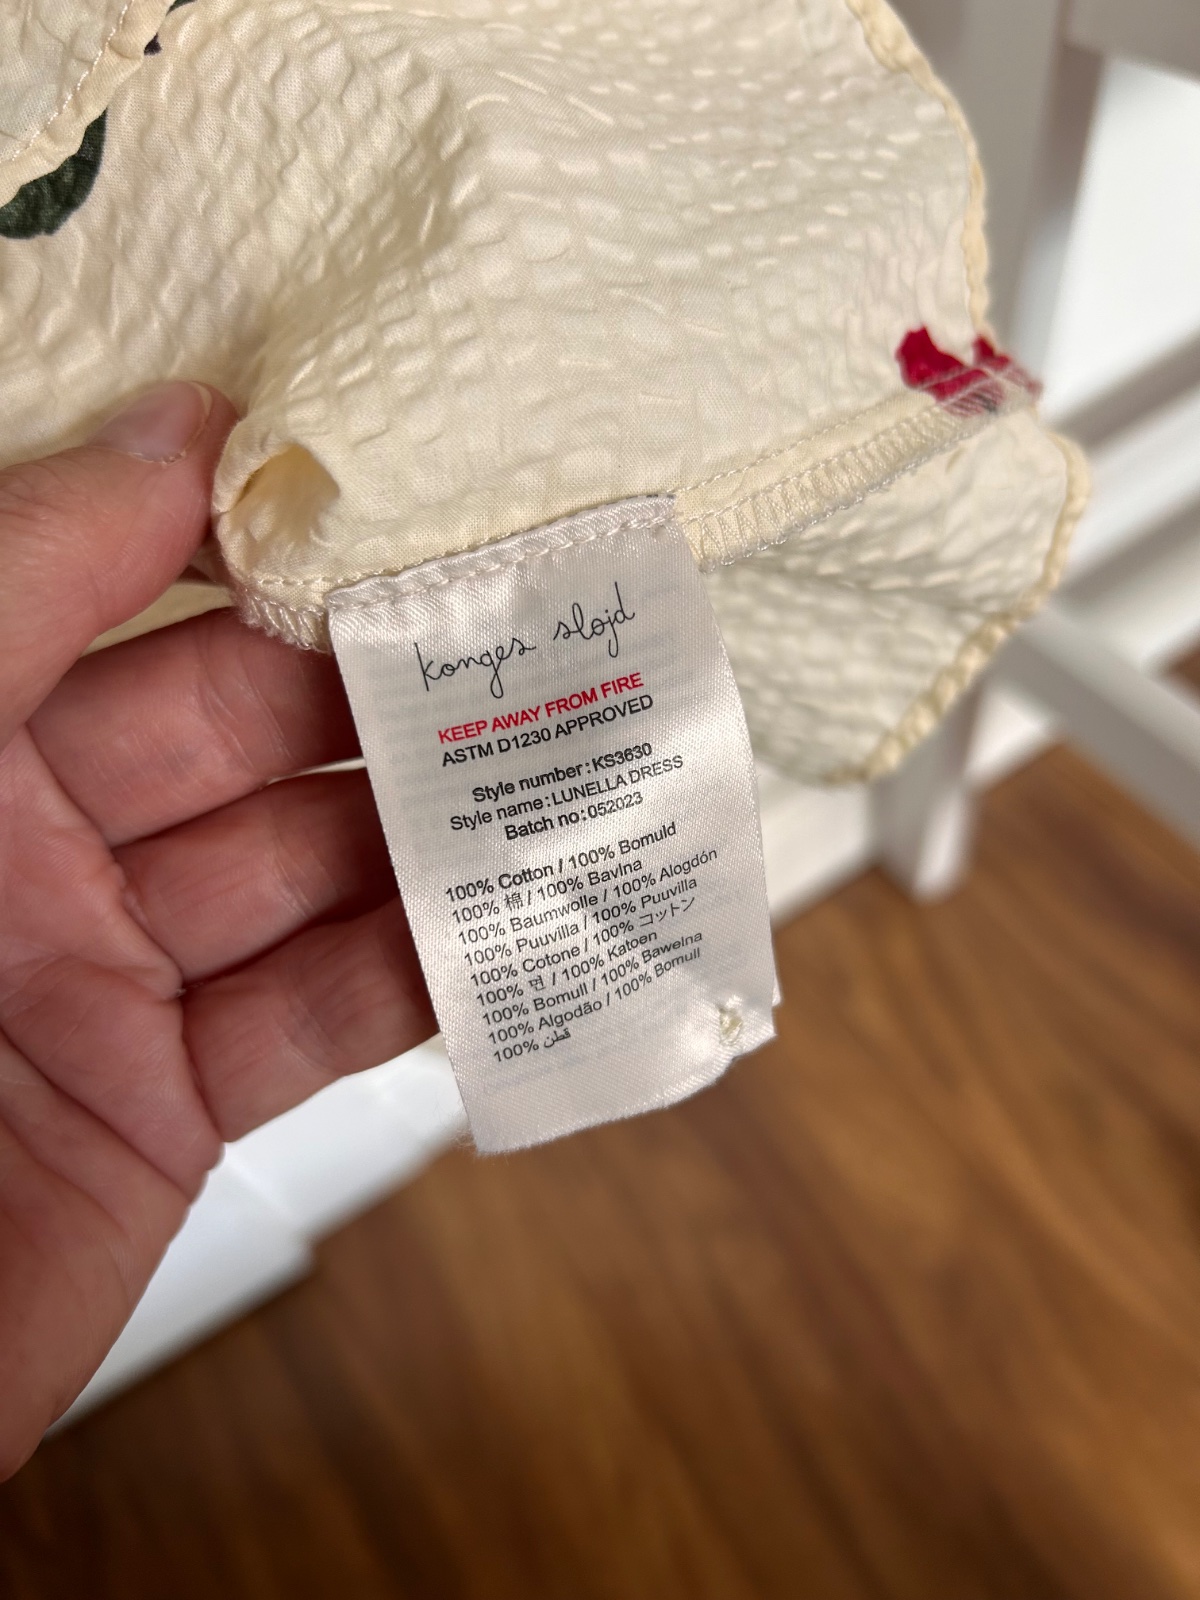 konges sløjd
KEEP AWAY FROM FIRE
ASTM D1230 APPROVED
Style number: KS3630
Style name: LUNELLA DRESS
Batch no: 052023
100% Cotton / 100% Bomuld
100% 棉 / 100% Bavlna
100% Baumwolle / 100% Alogdón
100% Puuvilla / 100% Puuvilla
100% Cotone / 100% コットン
100% 면 / 100% Katoen
100% Bomull / 100% Bawelna
100% Algodão / 100% Bomull
100% قطن